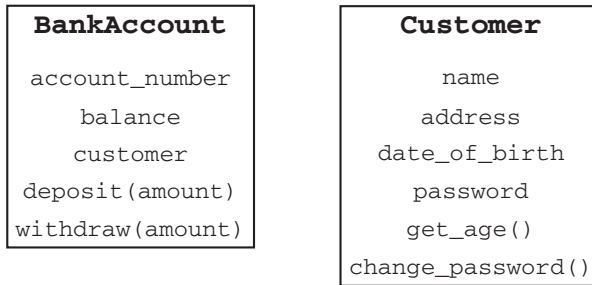 BankAccount
account_number
balance
customer
deposit(amount)
withdraw(amount)
Customer
name
address
date_of_birth
password
get_age()
change_password()